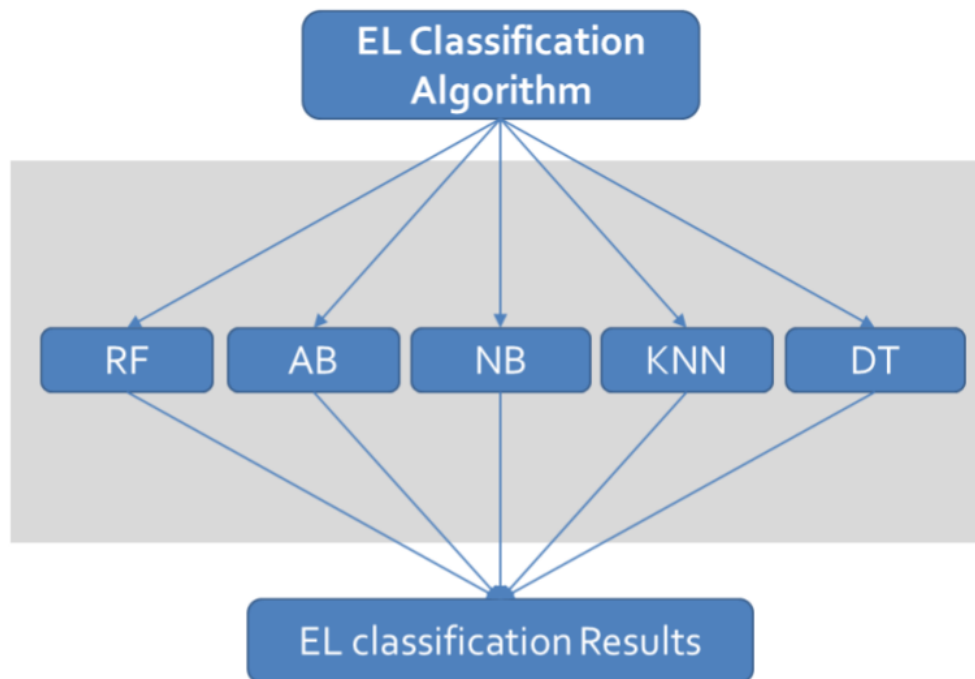 EL Classification
Algorithm
RF
AB
NB
KNN
DT
EL classification Results